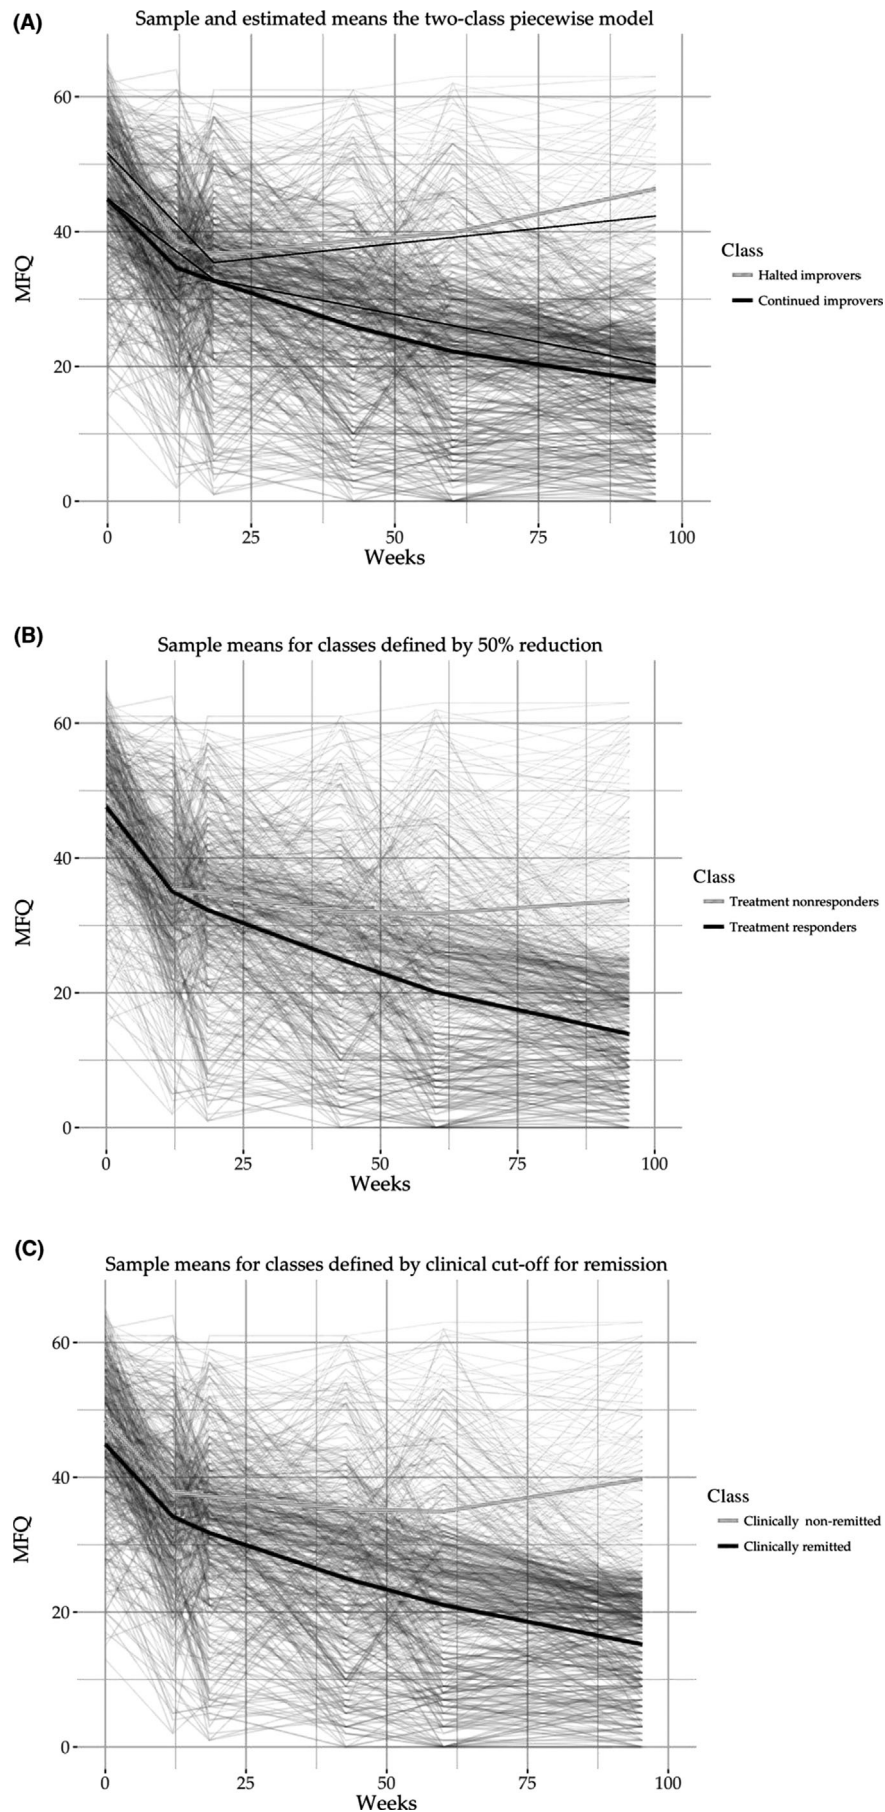 (A)
Sample and estimated means the two-class piecewise model
60
40
20
0
MFQ
0 25 50 75 100
Weeks
Class
Halted improvers
Continued improvers
(B)
Sample means for classes defined by 50% reduction
60
40
20
0
MFQ
0 25 50 75 100
Weeks
Class
Treatment nonresponders
Treatment responders
(C)
Sample means for classes defined by clinical cut-off for remission
60
40
20
0
MFQ
0 25 50 75 100
Weeks
Class
Clinically non-remitted
Clinically remitted